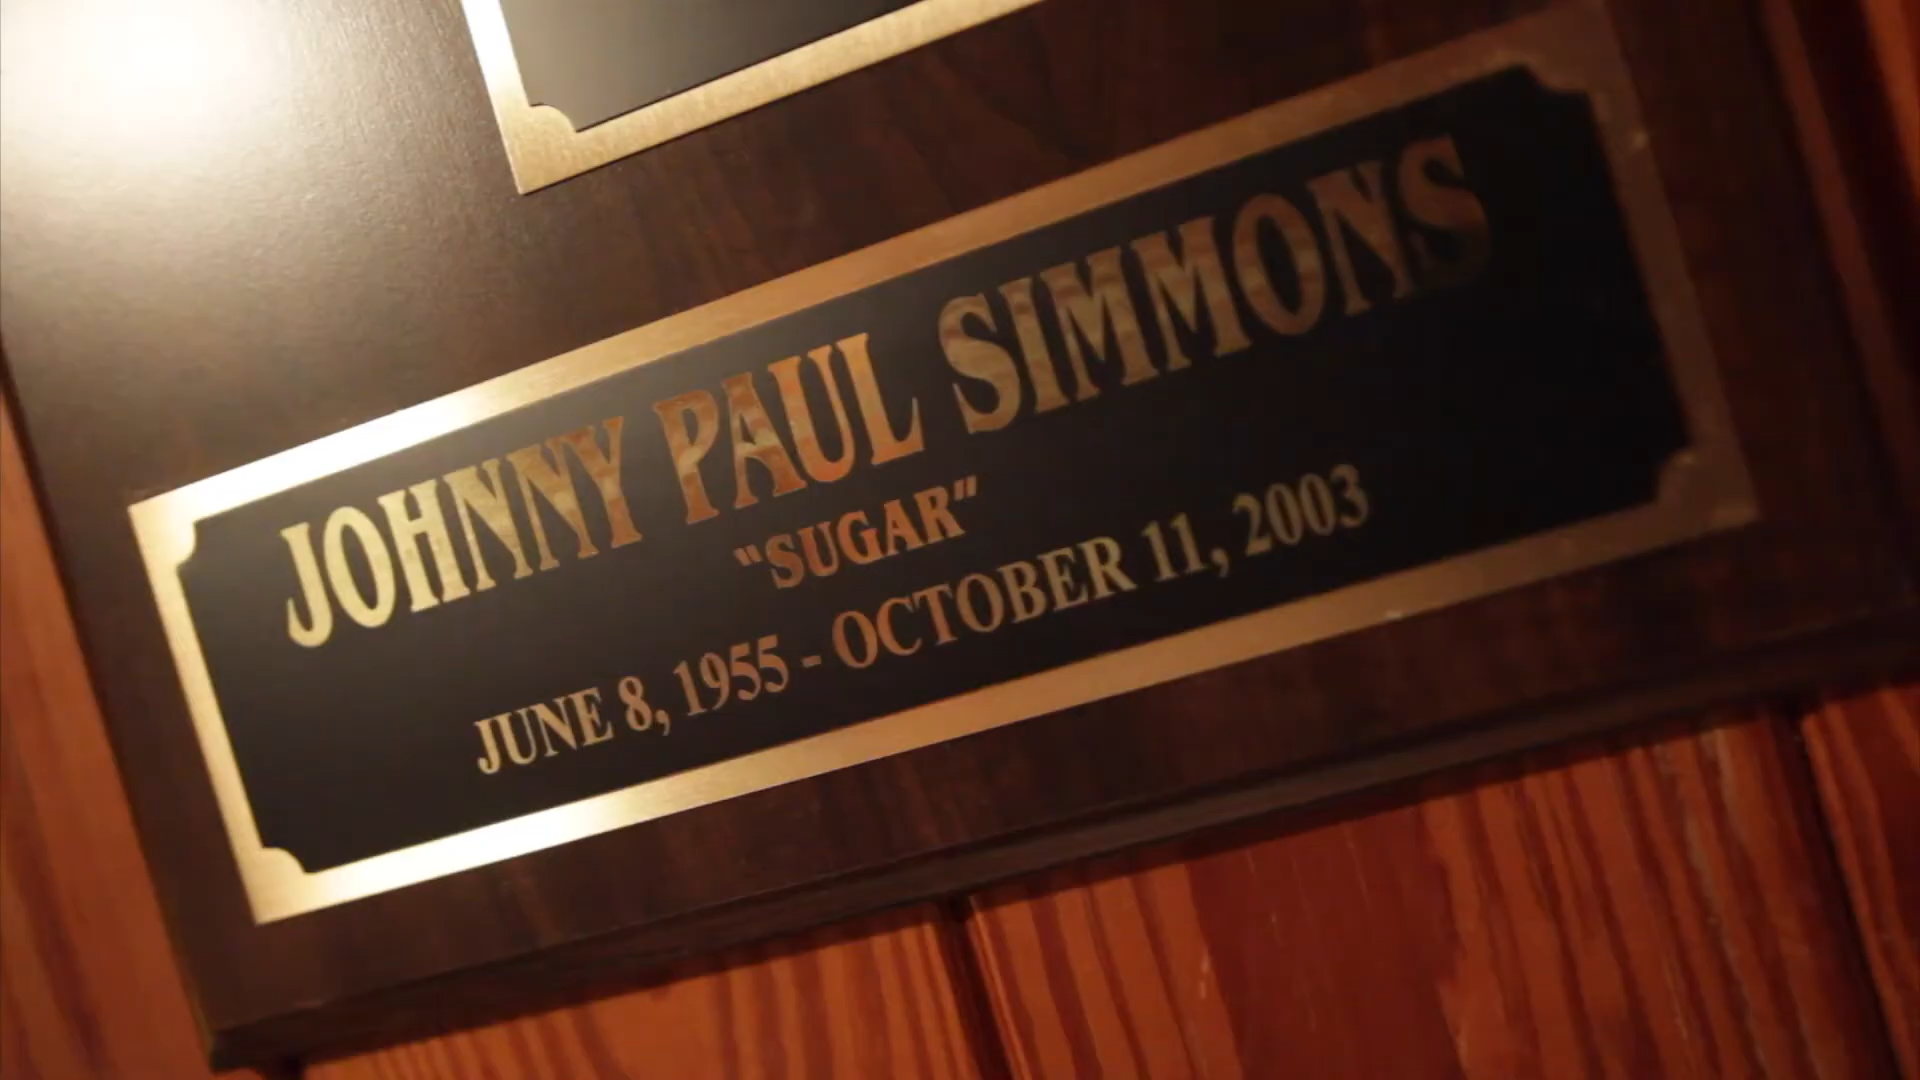 JOHNNY PAUL SIMMONS
"SUGAR"
JUNE 8, 1955 - OCTOBER 11, 2003